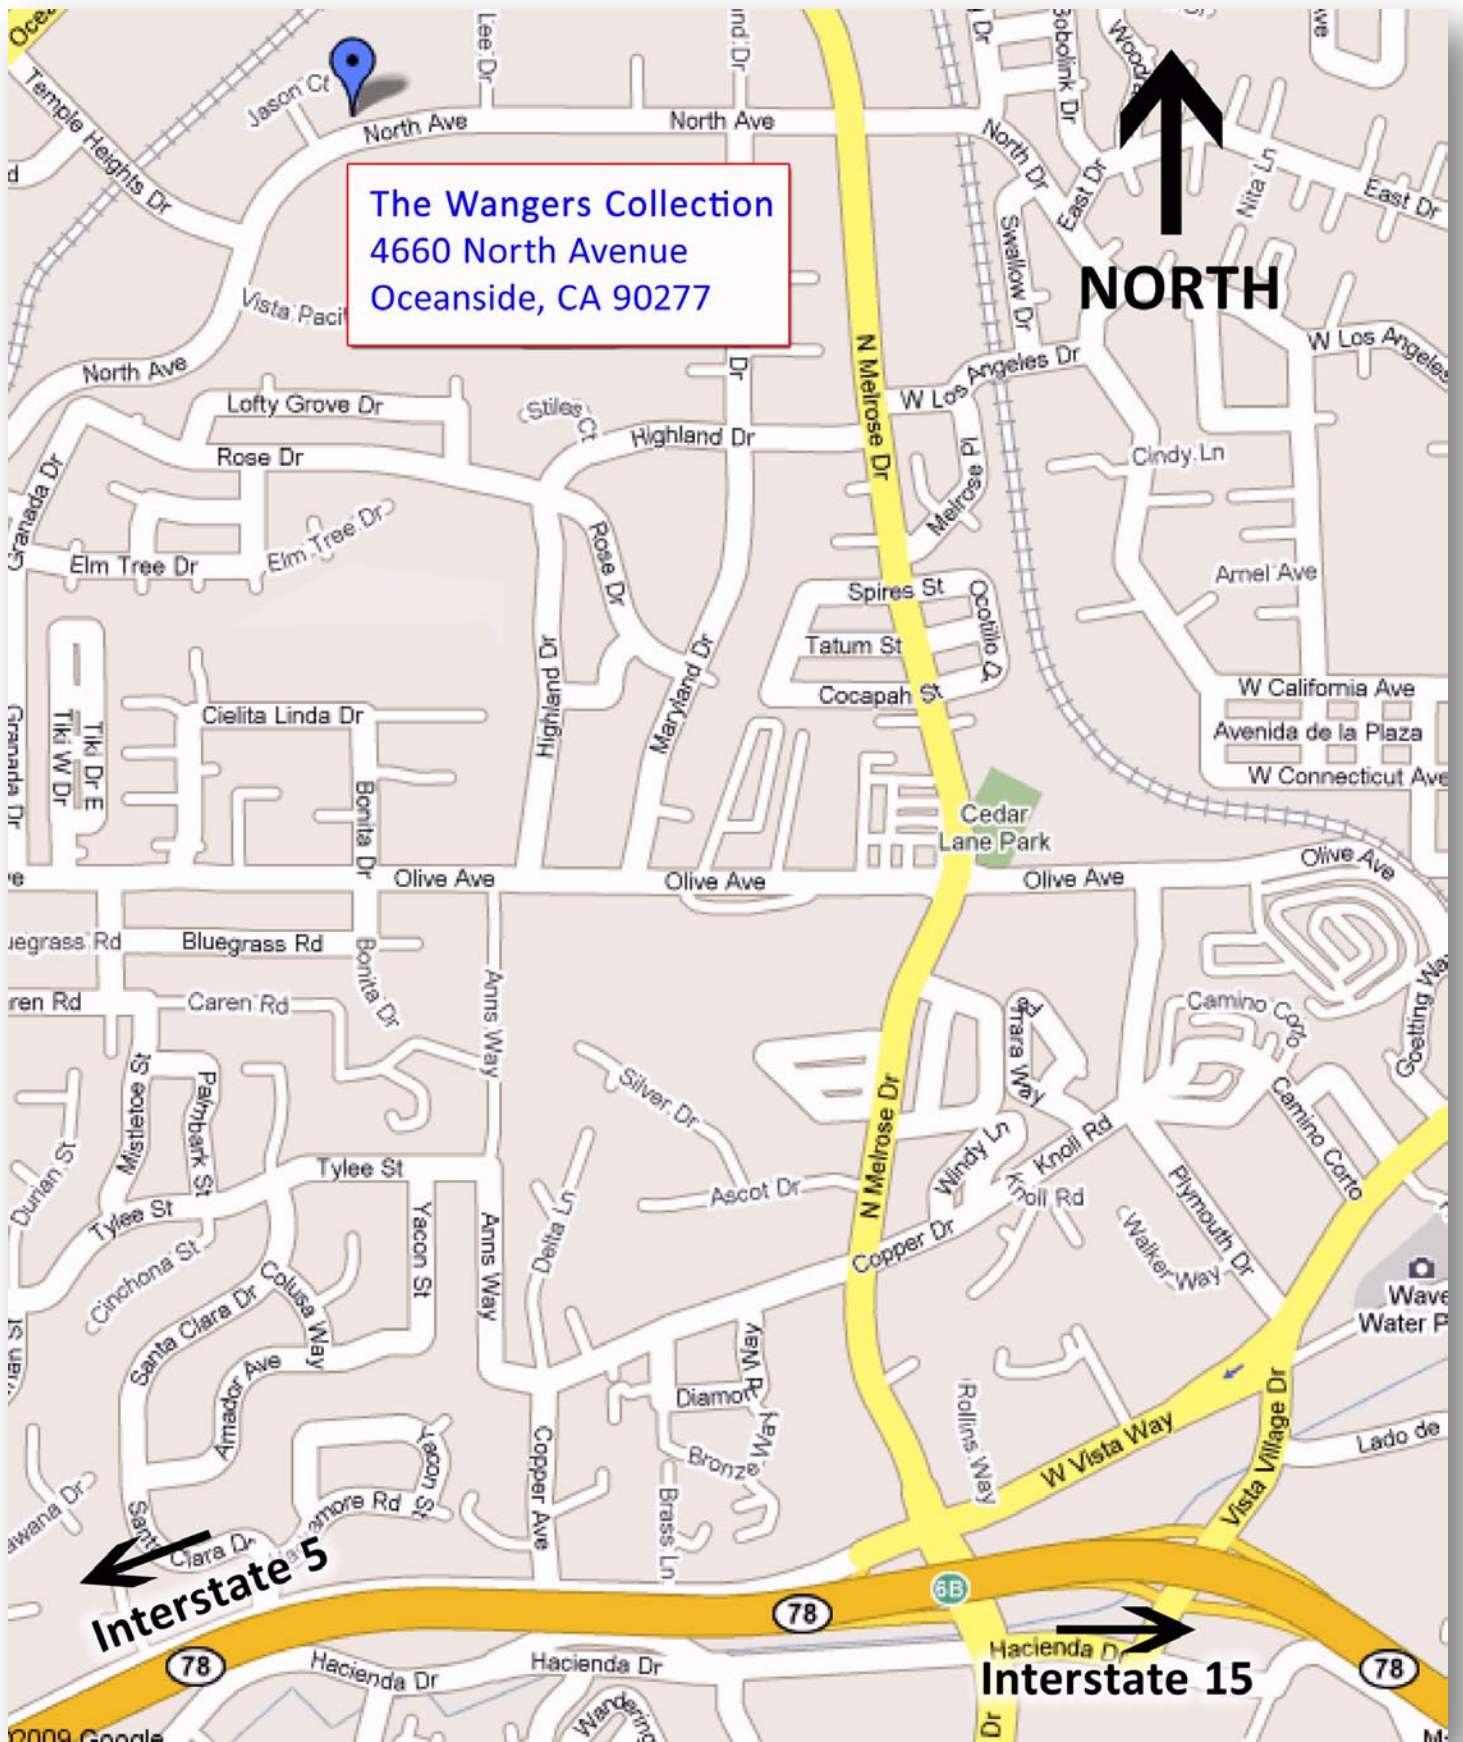 Lee Dr
Jason Ct
Temple Heights Dr
North Ave
North Ave
North Dr
Bobolink Dr
East Dr
East Dr
Nita Ln
The Wangers Collection
4660 North Avenue
Oceanside, CA 90277
NORTH
Swallow Dr
North Ave
N Melrose Dr
W Los Angeles Dr
W Los Angeles
Lofty Grove Dr
Stiles Ct
Highland Dr
Rose Dr
Melrose Pl
Cindy Ln
Granada Dr
Elm Tree Dr
Elm Tree Dr
Rose Dr
Arnel Ave
Spires St
Ocotillo Ct
Tatum St
Cocapah St
Highland Dr
Maryland Dr
W California Ave
Avenida de la Plaza
W Connecticut Ave
Cielita Linda Dr
Tiki W Dr
Tiki Dr E
Granada Dr
Bonita Dr
Cedar
Lane Park
Olive Ave
Olive Ave
Olive Ave
Olive Ave
Bluegrass Rd
Bonita Dr
Caren Rd
Anns Way
Camino Corto
Goetting Way
Mistletoe St
Palmbark St
Silver Dr
N Melrose Dr
Windy Ln
Knoll Rd
Knoll Rd
Camino Corto
Durian St
Tylee St
Tylee St
Ascot Dr
Plymouth Dr
Walker Way
Copper Dr
Delta Ln
Yacon St
Anns Way
Cinchona St
Santa Clara Dr
Colusa Way
Amador Ave
Wave
Water P
Diamon
Bronze
Way
Yacon St
Copper Ave
Brass Ln
Rollins Way
W Vista Way
Vista Village Dr
Lado de
Clara Dr
Interstate 5
6B
78
78
78
Hacienda Dr
Hacienda Dr
Hacienda Dr
Interstate 15
Wandering
Dr
2009 Google